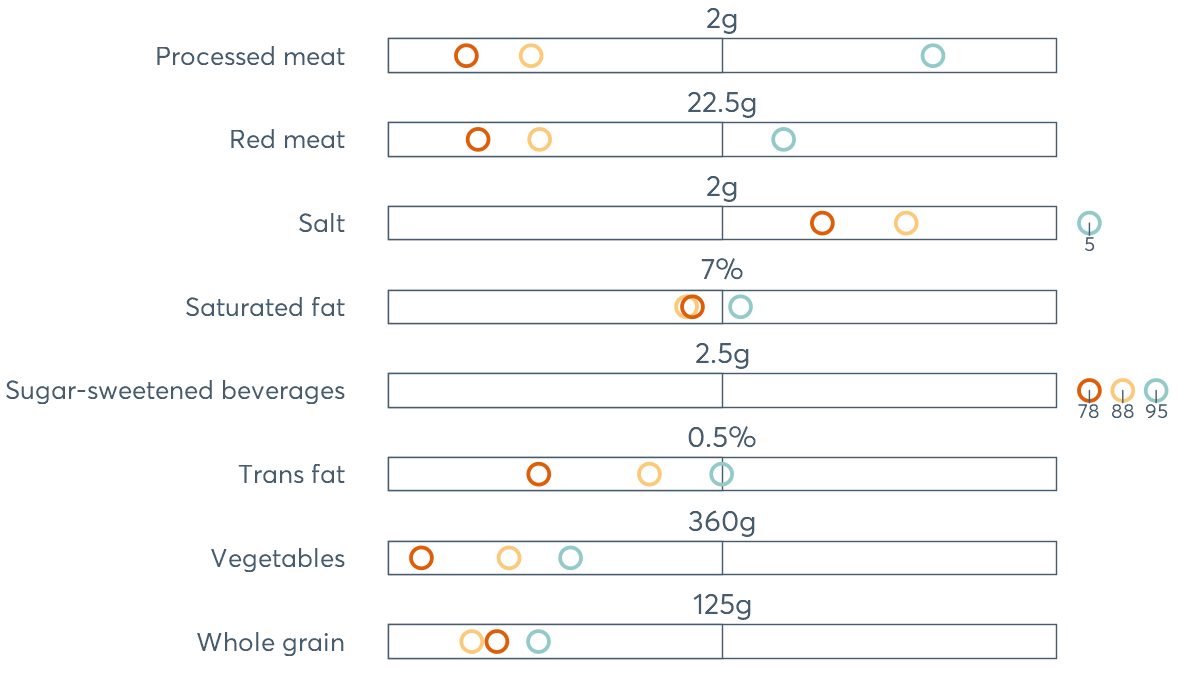 2g
Processed meat
22.5g
Red meat
2g
Salt
5
7%
Saturated fat
2.5g
Sugar-sweetened beverages
78 88 95
0.5%
Trans fat
360g
Vegetables
125g
Whole grain